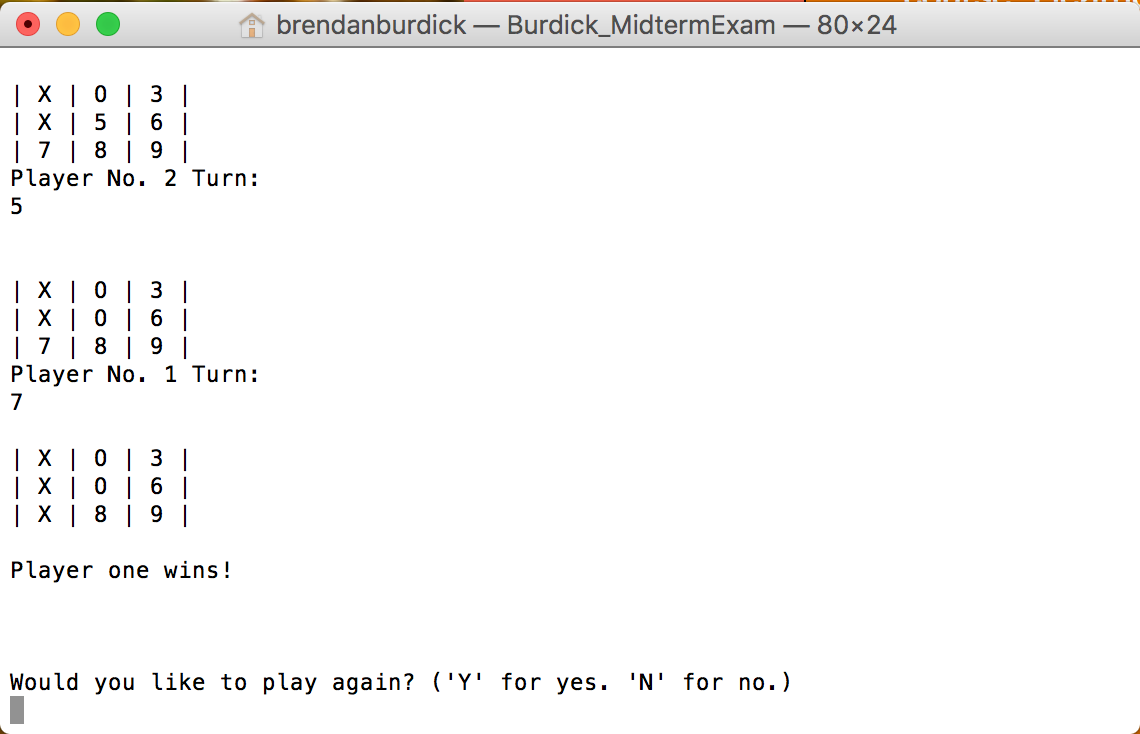 brendanburdick — Burdick_MidtermExam — 80×24
| X | O | 3 |
| X | 5 | 6 |
| 7 | 8 | 9 |
Player No. 2 Turn:
5
| X | O | 3 |
| X | O | 6 |
| 7 | 8 | 9 |
Player No. 1 Turn:
7
| X | O | 3 |
| X | O | 6 |
| X | 8 | 9 |
Player one wins!
Would you like to play again? ('Y' for yes. 'N' for no.)